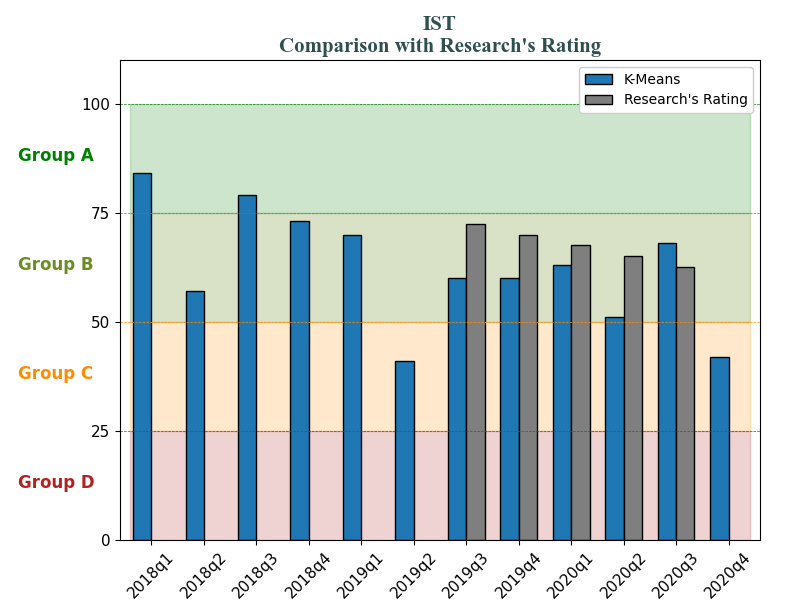 IST
Comparison with Research's Rating
K-Means
Research's Rating
100
Group A
75
Group B
50
Group C
25
Group D
0
2018q1
2018q2
2018q3
2018q4
2019q1
2019q2
2019q3
2019q4
2020q1
2020q2
2020q3
2020q4